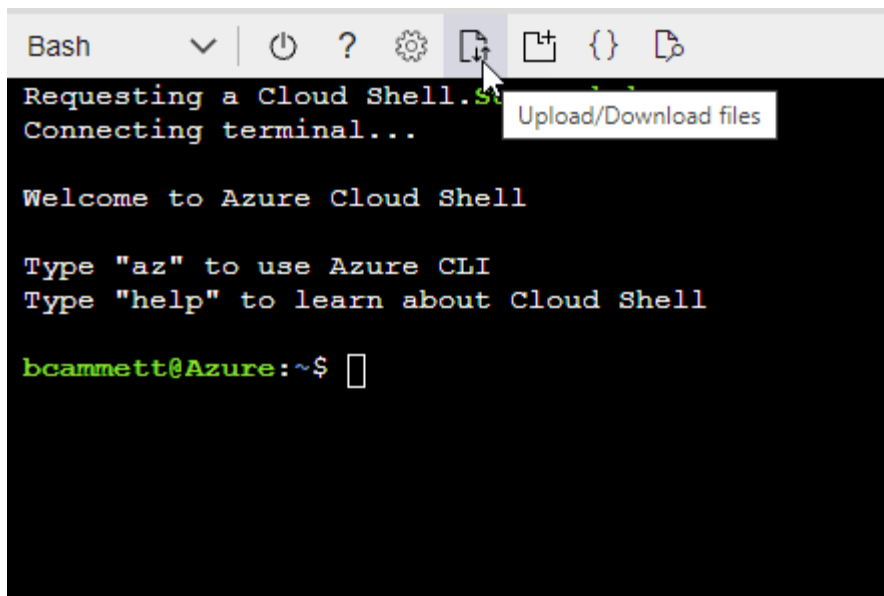 Bash
?
{}
Requesting a Cloud Shell.
Upload/Download files
Connecting terminal...
Welcome to Azure Cloud Shell
Type "az" to use Azure CLI
Type "help" to learn about Cloud Shell
bcammett@Azure:~$